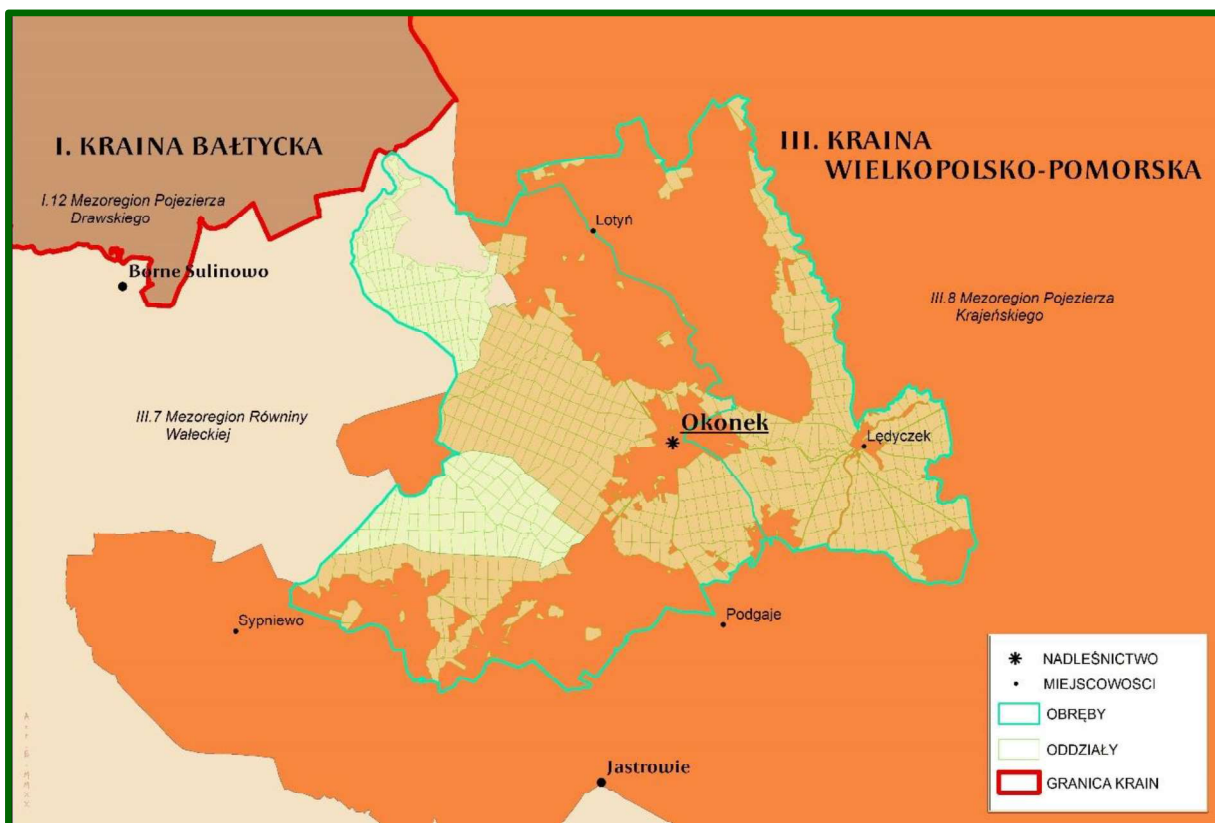 I. KRAINA BAŁTYCKA
I.12 Mezoregion Pojezierza
Drawskiego
Borne Sulinowo
III. KRAINA
WIELKOPOLSKO-POMORSKA
Lotyń
III.8 Mezoregion Pojezierza
Krajeńskiego
III.7 Mezoregion Równiny
Wałeckiej
Okonek
Lędyczek
Sypniewo
Podgaje
Jastrowie
NADLEŚNICTWO
MIEJSCOWOŚCI
OBRĘBY
ODDZIAŁY
GRANICA KRAIN